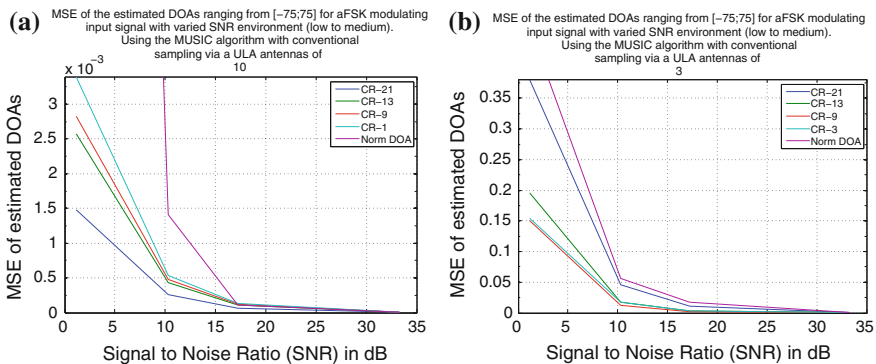 (a)
MSE of the estimated DOAs ranging from [−75;75] for aFSK modulating
input signal with varied SNR environment (low to medium).
Using the MUSIC algorithm with conventional
sampling via a ULA antennas of
10
x 10⁻³
3
2.5
2
1.5
1
0.5
0
0 5 10 15 20 25 30 35
MSE of estimated DOAs
Signal to Noise Ratio (SNR) in dB
CR−21
CR−13
CR−9
CR−1
Norm DOA
(b)
MSE of the estimated DOAs ranging from [−75;75] for aFSK modulating
input signal with varied SNR environment (low to medium).
Using the MUSIC algorithm with conventional
sampling via a ULA antennas of
3
0.35
0.3
0.25
0.2
0.15
0.1
0.05
0
0 5 10 15 20 25 30 35
MSE of estimated DOAs
Signal to Noise Ratio (SNR) in dB
CR−21
CR−13
CR−9
CR−3
Norm DOA